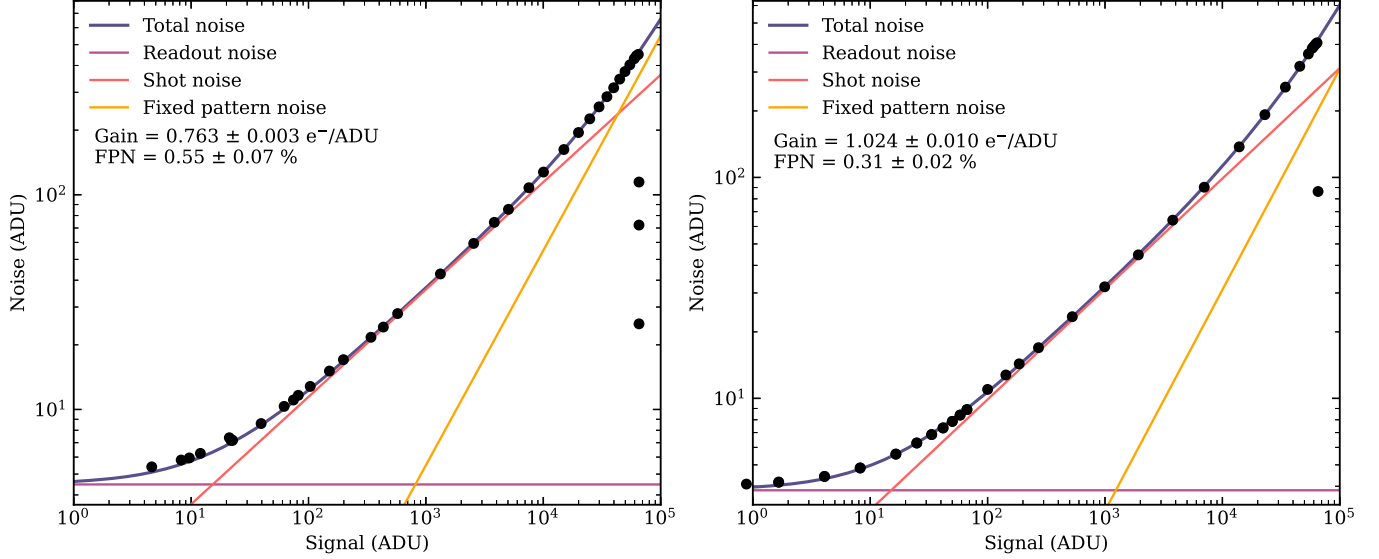 Total noise
Readout noise
Shot noise
Fixed pattern noise
Gain = 0.763 ± 0.003 e⁻/ADU
FPN = 0.55 ± 0.07 %
Noise (ADU)
10²
10¹
10⁰ 10¹ 10² 10³ 10⁴ 10⁵
Signal (ADU)
Total noise
Readout noise
Shot noise
Fixed pattern noise
Gain = 1.024 ± 0.010 e⁻/ADU
FPN = 0.31 ± 0.02 %
Noise (ADU)
10²
10¹
10⁰ 10¹ 10² 10³ 10⁴ 10⁵
Signal (ADU)